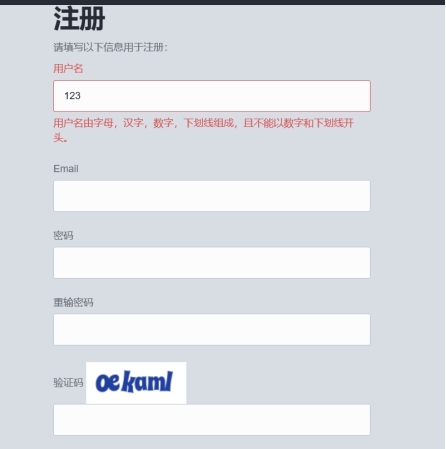 注册
请填写以下信息用于注册：
用户名
123
用户名由字母，汉字，数字，下划线组成，且不能以数字和下划线开
头。
Email
密码
重输密码
验证码 oekaml